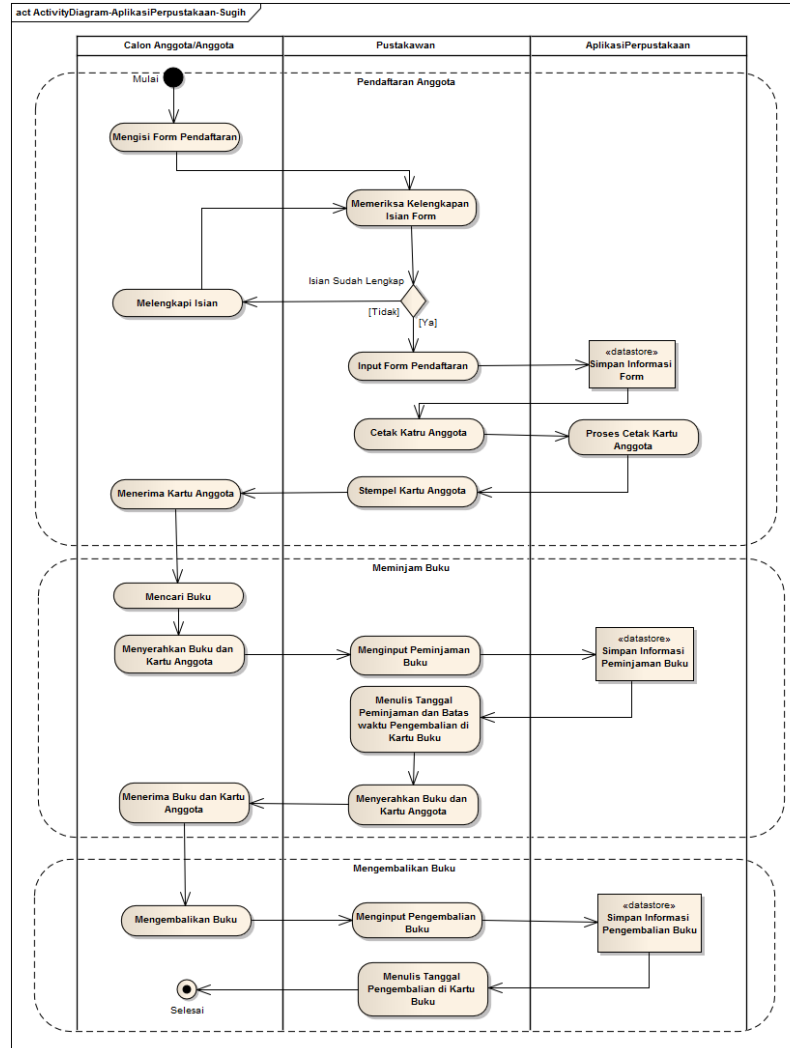 act ActivityDiagram-AplikasiPerpustakaan-Sugih
Calon Anggota/Anggota
Pustakawan
AplikasiPerpustakaan
Mulai
Pendaftaran Anggota
Mengisi Form Pendaftaran
Memeriksa Kelengkapan
Isian Form
Isian Sudah Lengkap
Melengkapi Isian
[Tidak]
[Ya]
Input Form Pendaftaran
«datastore»
Simpan Informasi
Form
Cetak Katru Anggota
Proses Cetak Kartu
Anggota
Menerima Kartu Anggota
Stempel Kartu Anggota
Meminjam Buku
Mencari Buku
Menyerahkan Buku dan
Kartu Anggota
Menginput Peminjaman
Buku
«datastore»
Simpan Informasi
Peminjaman Buku
Menulis Tanggal
Peminjaman dan Batas
waktu Pengembalian di
Kartu Buku
Menerima Buku dan Kartu
Anggota
Menyerahkan Buku dan
Kartu Anggota
Mengembalikan Buku
Mengembalikan Buku
Menginput Pengembalian
Buku
«datastore»
Simpan Informasi
Pengembalian Buku
Menulis Tanggal
Pengembalian di Kartu
Buku
Selesai